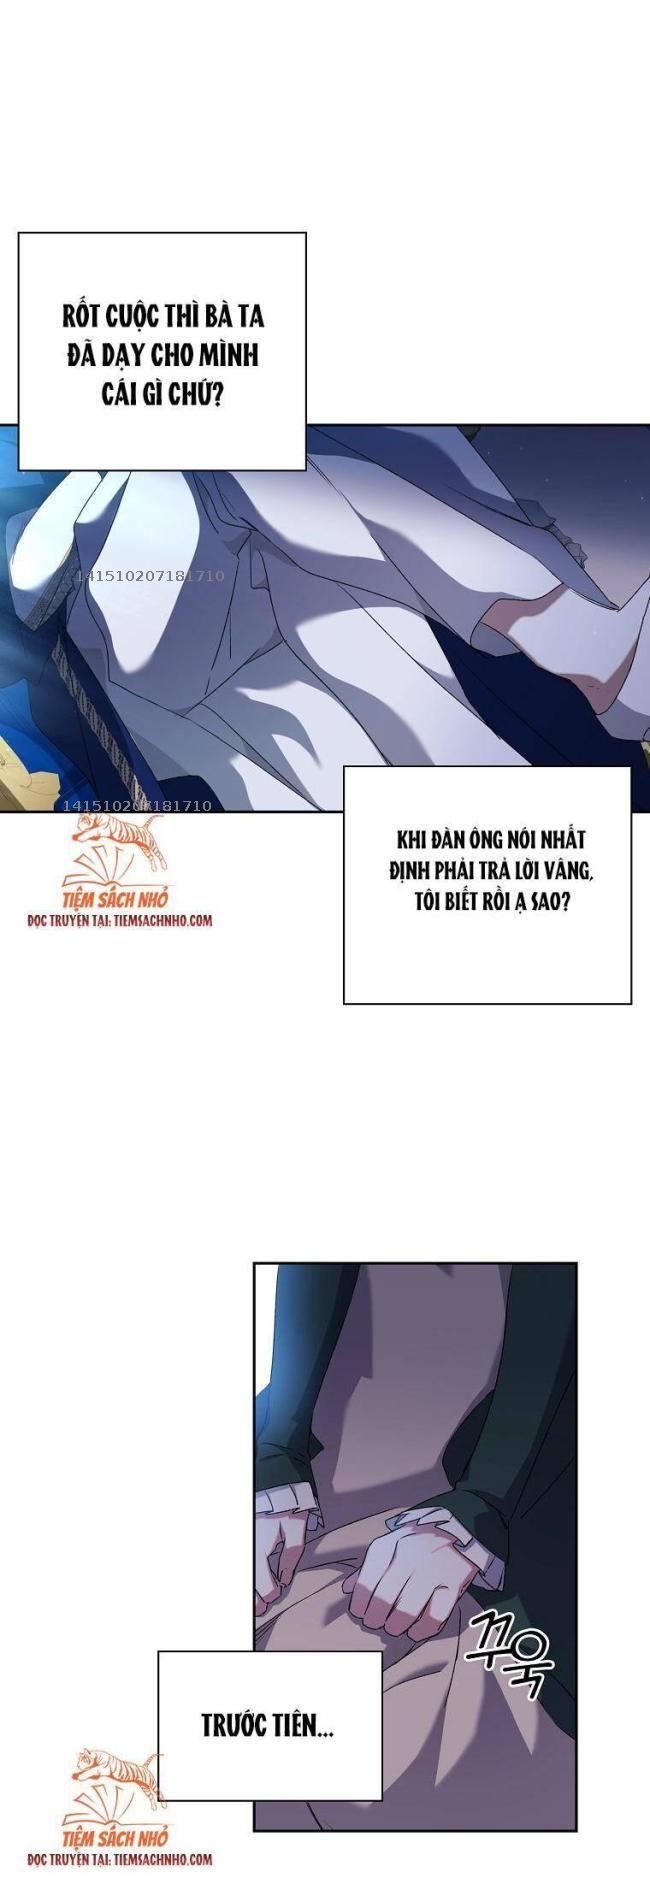 RỐT CUỘC THÌ BÀ TA
ĐÃ DẠY CHO MÌNH
CÁI GÌ CHỨ?
141510207181710
141510207181710
TIỆM SÁCH NHỎ
ĐỌC TRUYỆN TẠI: TIEMSACHNHO.COM
KHI ĐÀN ÔNG NÓI NHẤT
ĐỊNH PHẢI TRẢ LỜI VÂNG,
TÔI BIẾT RỒI Ạ SAO?
꾸욱
TRƯỚC TIÊN...
TIỆM SÁCH NHỎ
ĐỌC TRUYỆN TẠI: TIEMSACHNHO.COM